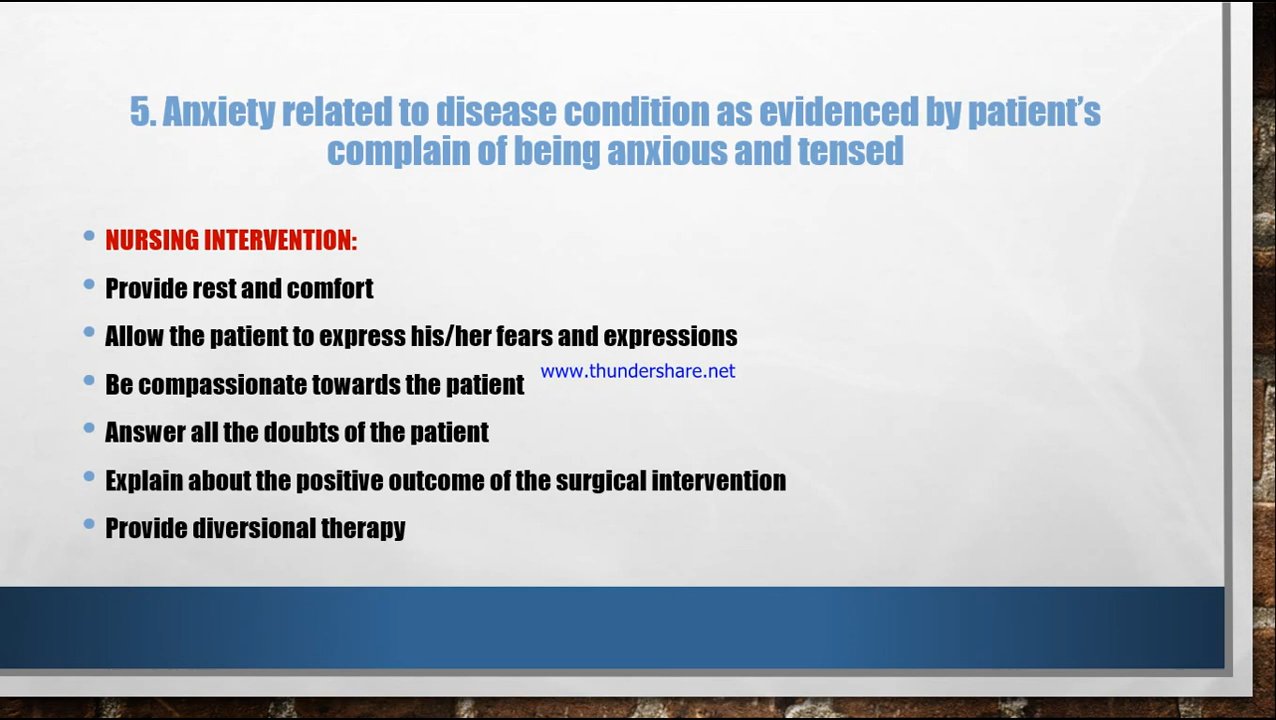 5. Anxiety related to disease condition as evidenced by patient’s
complain of being anxious and tensed
NURSING INTERVENTION:
Provide rest and comfort
Allow the patient to express his/her fears and expressions
www.thundershare.net
Be compassionate towards the patient
Answer all the doubts of the patient
Explain about the positive outcome of the surgical intervention
Provide diversional therapy